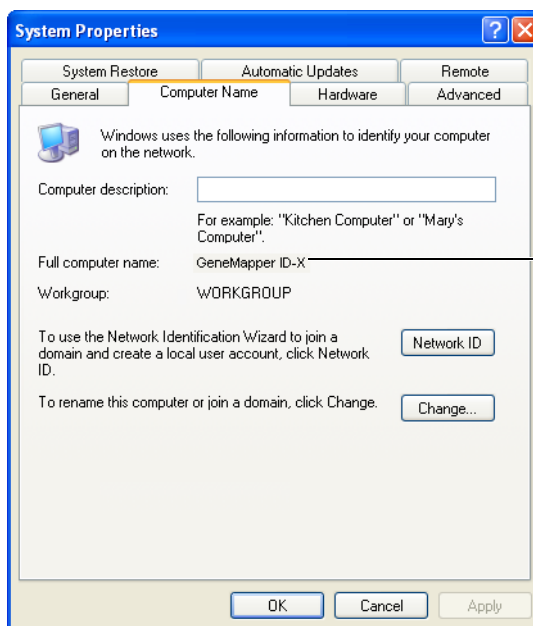 System Properties
System Restore Automatic Updates Remote
General Computer Name Hardware Advanced
Windows uses the following information to identify your computer
on the network.
Computer description:
For example: "Kitchen Computer" or "Mary's
Computer".
Full computer name: GeneMapper ID-X
Workgroup: WORKGROUP
To use the Network Identification Wizard to join a
domain and create a local user account, click Network
ID.
Network ID
To rename this computer or join a domain, click Change.
Change...
OK Cancel Apply